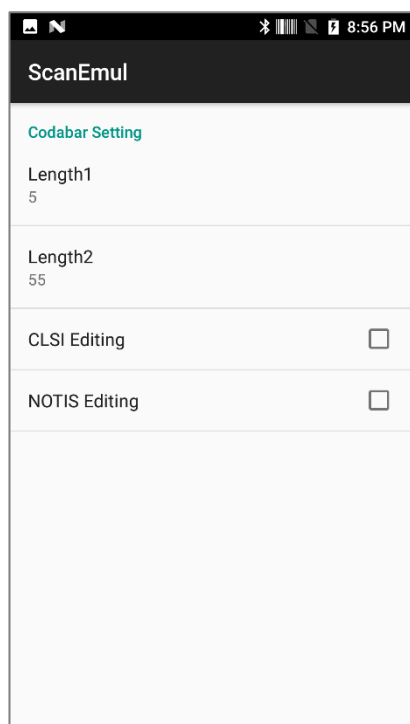 8:56 PM
ScanEmul
Codabar Setting
Length1
5
Length2
55
CLSI Editing
NOTIS Editing